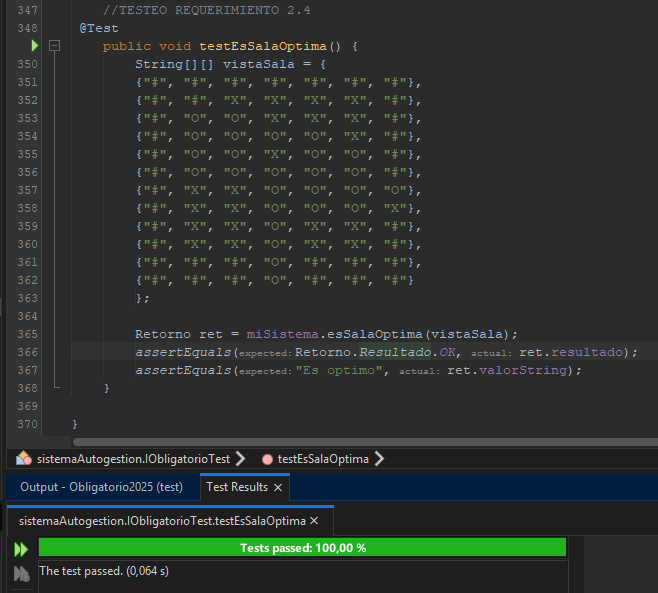 347 //TESTEO REQUERIMIENTO 2.4
348 @Test
public void testEsSalaOptima() {
350 String[][] vistaSala = {
351 {"#", "#", "#", "#", "#", "#", "#"},
352 {"#", "#", "X", "X", "X", "X", "#"},
353 {"#", "O", "O", "X", "X", "X", "#"},
354 {"#", "O", "O", "O", "O", "X", "#"},
355 {"#", "O", "O", "X", "O", "O", "#"},
356 {"#", "O", "O", "O", "O", "O", "#"},
357 {"#", "X", "X", "O", "O", "O", "O"},
358 {"#", "X", "X", "O", "O", "O", "X"},
359 {"#", "X", "X", "O", "X", "X", "#"},
360 {"#", "X", "X", "O", "X", "X", "#"},
361 {"#", "#", "#", "O", "#", "#", "#"},
362 {"#", "#", "#", "O", "#", "#", "#"}
363 };
364
365 Retorno ret = miSistema.esSalaOptima(vistaSala);
366 assertEquals(expected: Retorno.Resultado.OK, actual: ret.resultado);
367 assertEquals(expected: "Es optimo", actual: ret.valorString);
368 }
369
370 }
sistemaAutogestion.IObligatorioTest > testEsSalaOptima >
Output - Obligatorio2025 (test) Test Results ×
sistemaAutogestion.IObligatorioTest.testEsSalaOptima ×
Tests passed: 100,00 %
The test passed. (0,064 s)